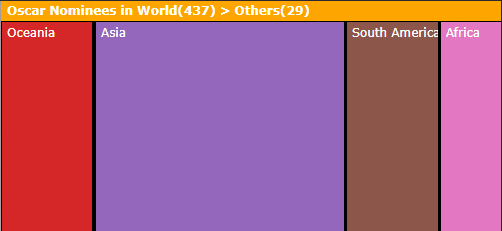 Oscar Nominees in World(437) > Others(29)
Oceania
Asia
South America
Africa